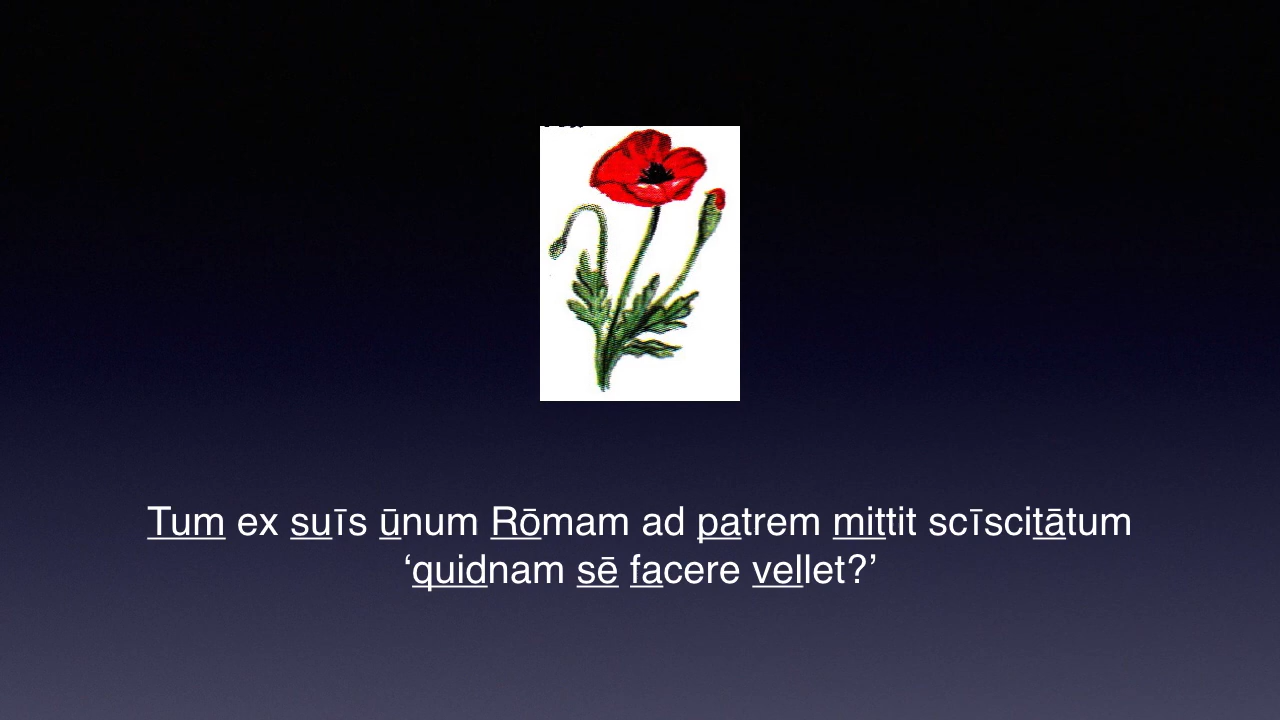 Tum ex suīs ūnum Rōmam ad patrem mittit scīscitātum
‘quidnam sē facere vellet?’